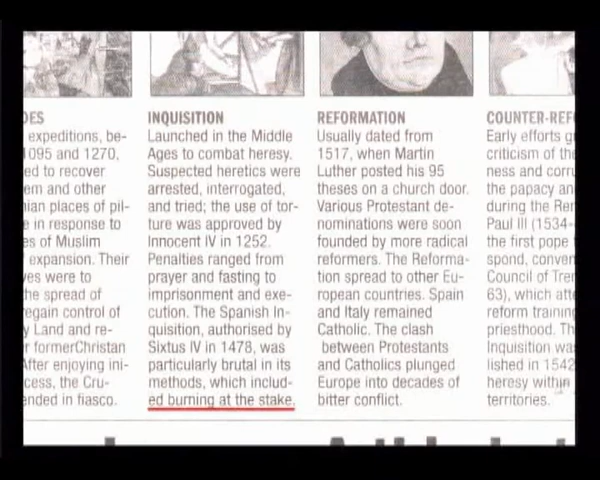 DES
expeditions, be-
1095 and 1270,
ed to recover
em and other
ian places of pil-
e in response to
es of Muslim
expansion. Their
ves were to
he spread of
regain control of
y Land and re-
r formerChristan
After enjoying ini-
cess, the Cru-
ended in fiasco.
INQUISITION
Launched in the Middle
Ages to combat heresy.
Suspected heretics were
arrested, interrogated,
and tried; the use of tor-
ture was approved by
Innocent IV in 1252.
Penalties ranged from
prayer and fasting to
imprisonment and exe-
cution. The Spanish In-
quisition, authorised by
Sixtus IV in 1478, was
particularly brutal in its
methods, which includ-
ed burning at the stake.
REFORMATION
Usually dated from
1517, when Martin
Luther posted his 95
theses on a church door.
Various Protestant de-
nominations were soon
founded by more radical
reformers. The Reforma-
tion spread to other Eu-
ropean countries. Spain
and Italy remained
Catholic. The clash
between Protestants
and Catholics plunged
Europe into decades of
bitter conflict.
COUNTER-REF
Early efforts g
criticism of the
ness and corru
the papacy an
during the Ren
Paul III (1534-
the first pope t
spond, conven
Council of Tren
63), which atte
reform training
priesthood. Th
Inquisition wa
lished in 1542
heresy within
territories.